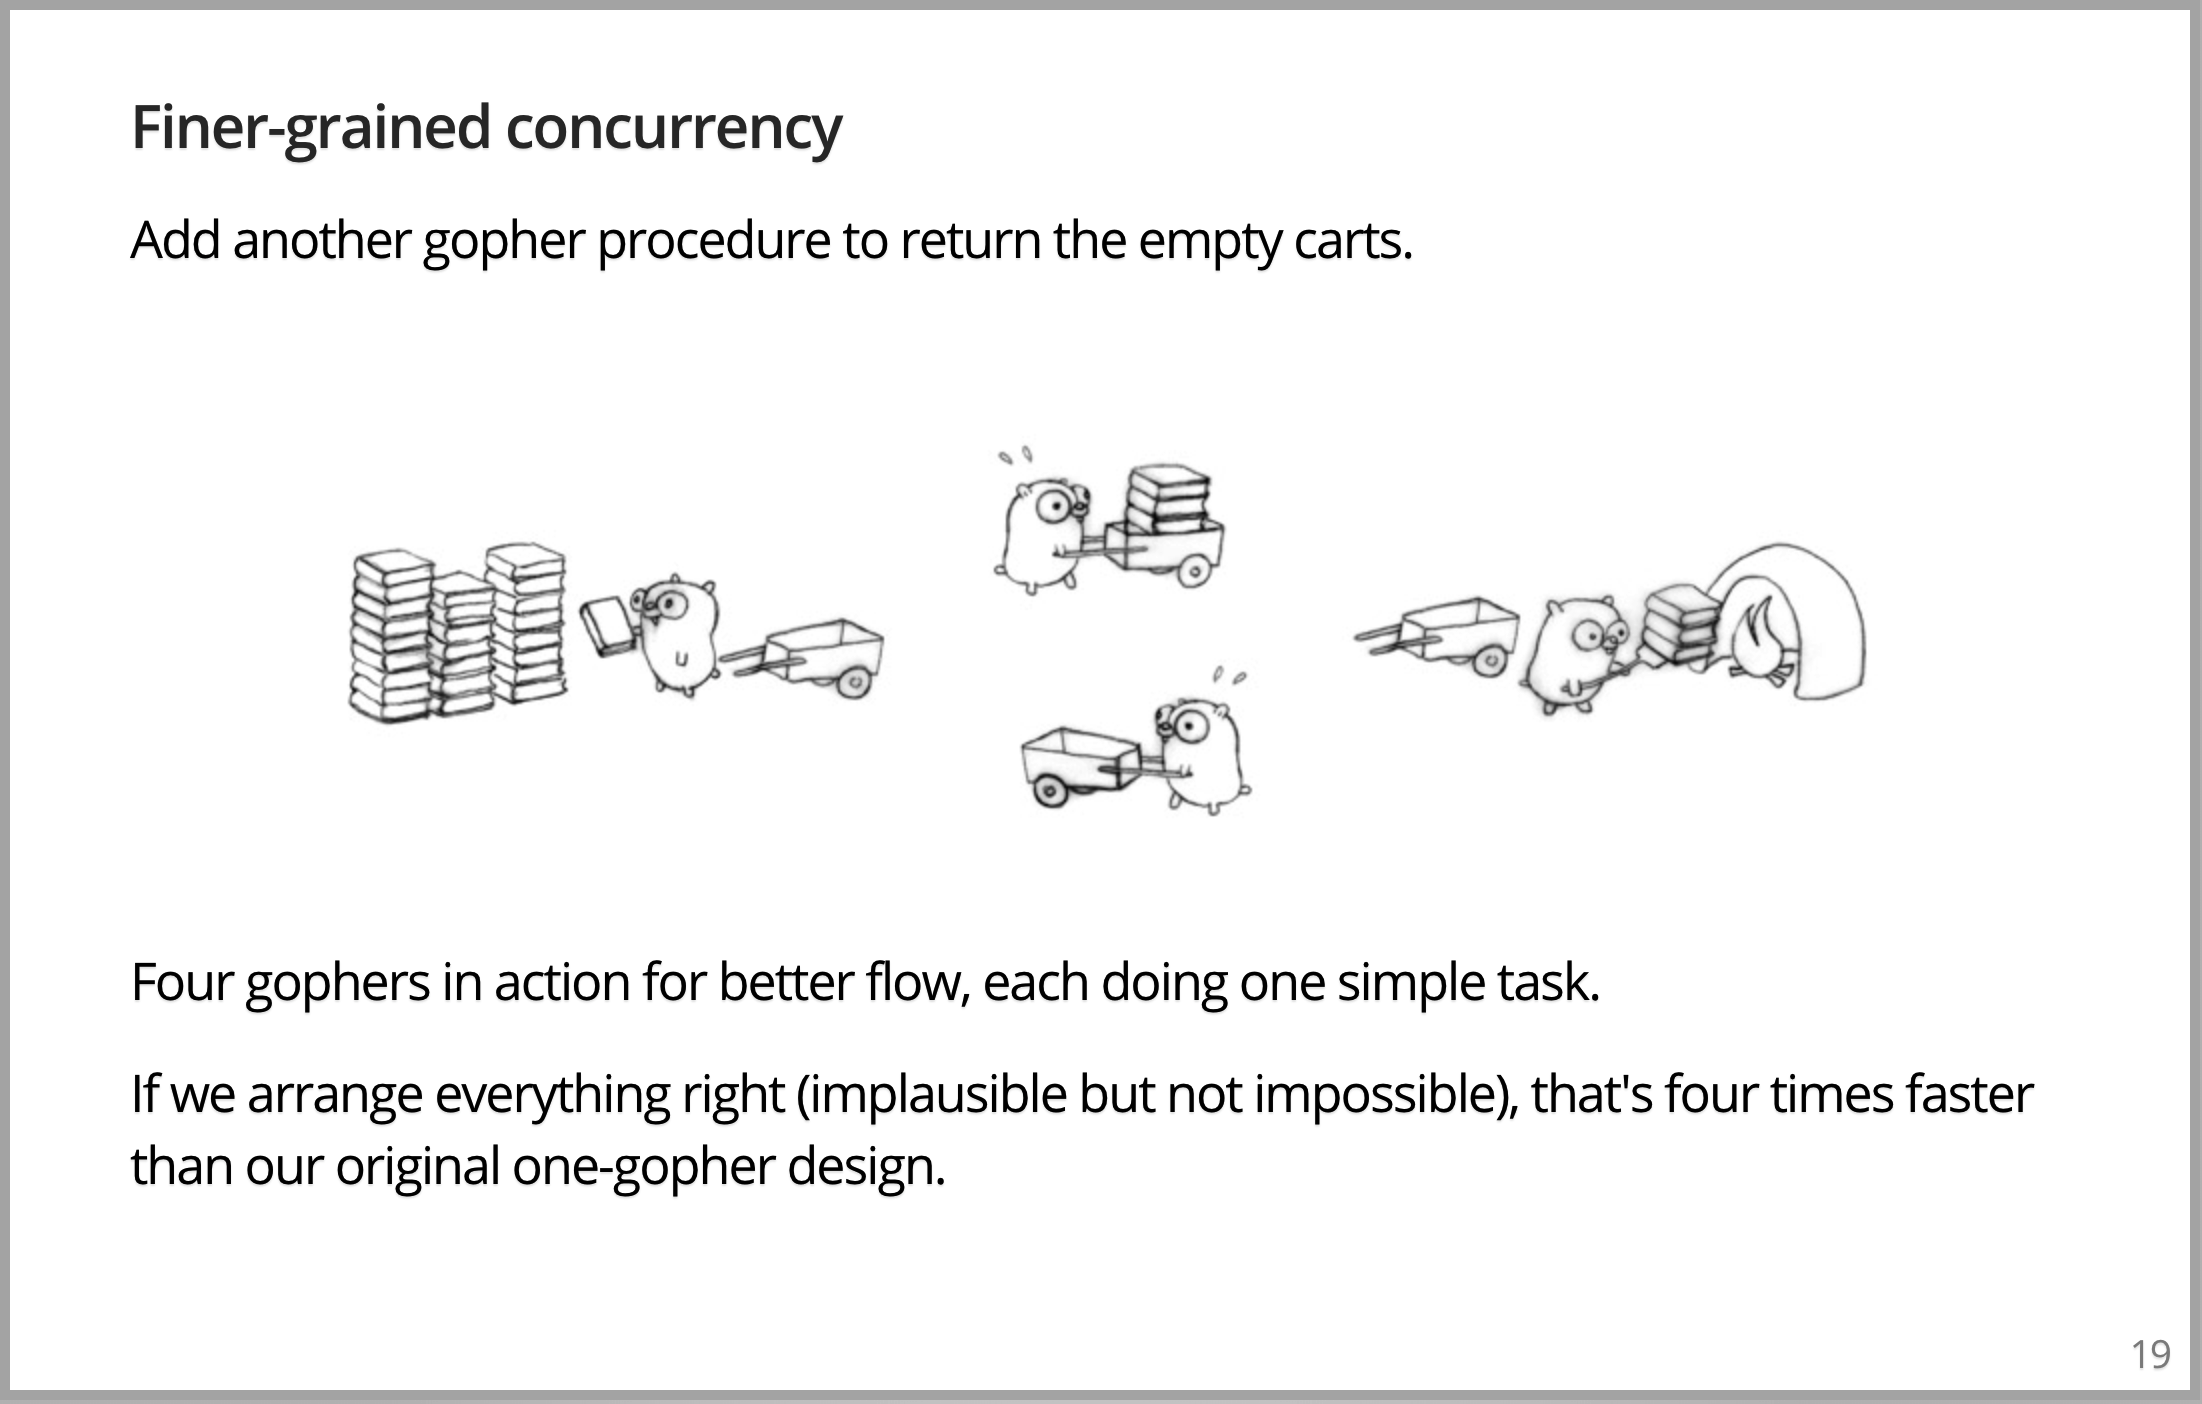 Finer-grained concurrency
Add another gopher procedure to return the empty carts.
Four gophers in action for better flow, each doing one simple task.
If we arrange everything right (implausible but not impossible), that's four times faster
than our original one-gopher design.
19